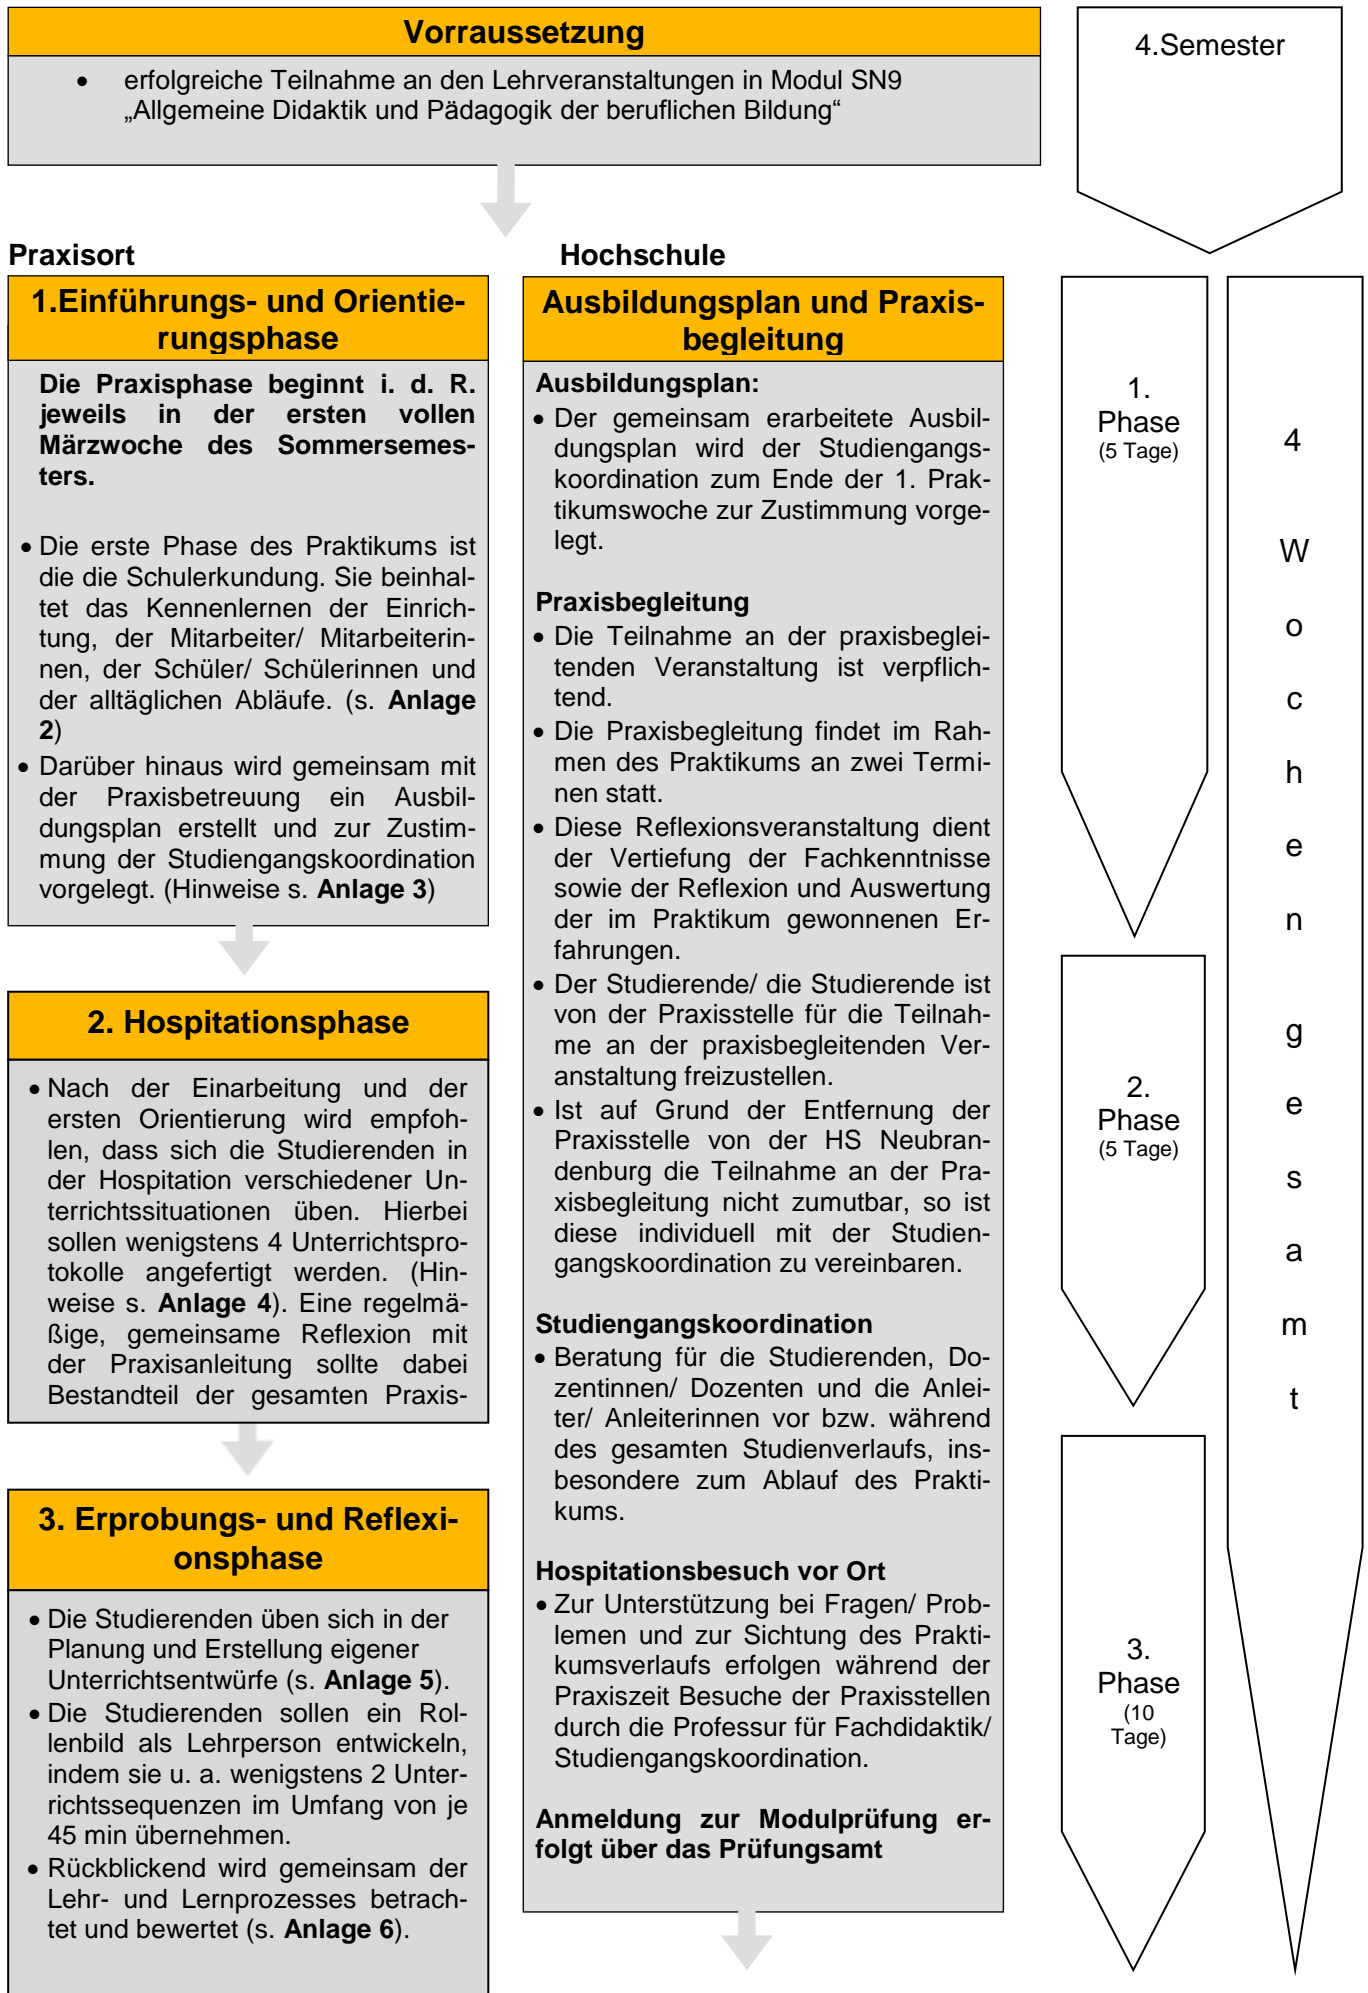 Vorraussetzung
• erfolgreiche Teilnahme an den Lehrveranstaltungen in Modul SN9
„Allgemeine Didaktik und Pädagogik der beruflichen Bildung“
4.Semester
Praxisort
1.Einführungs- und Orientie-
rungsphase
Die Praxisphase beginnt i. d. R.
jeweils in der ersten vollen
Märzwoche des Sommersemes-
ters.
• Die erste Phase des Praktikums ist
die die Schulerkundung. Sie beinhal-
tet das Kennenlernen der Einrich-
tung, der Mitarbeiter/ Mitarbeiterin-
nen, der Schüler/ Schülerinnen und
der alltäglichen Abläufe. (s. Anlage
2)
• Darüber hinaus wird gemeinsam mit
der Praxisbetreuung ein Ausbil-
dungsplan erstellt und zur Zustim-
mung der Studiengangskoordination
vorgelegt. (Hinweise s. Anlage 3)
2. Hospitationsphase
• Nach der Einarbeitung und der
ersten Orientierung wird empfoh-
len, dass sich die Studierenden in
der Hospitation verschiedener Un-
terrichtssituationen üben. Hierbei
sollen wenigstens 4 Unterrichtspro-
tokolle angefertigt werden. (Hin-
weise s. Anlage 4). Eine regelmä-
ßige, gemeinsame Reflexion mit
der Praxisanleitung sollte dabei
Bestandteil der gesamten Praxis-
3. Erprobungs- und Reflexi-
onsphase
• Die Studierenden üben sich in der
Planung und Erstellung eigener
Unterrichtsentwürfe (s. Anlage 5).
• Die Studierenden sollen ein Rol-
lenbild als Lehrperson entwickeln,
indem sie u. a. wenigstens 2 Unter-
richtssequenzen im Umfang von je
45 min übernehmen.
• Rückblickend wird gemeinsam der
Lehr- und Lernprozesses betrach-
tet und bewertet (s. Anlage 6).
Hochschule
Ausbildungsplan und Praxis-
begleitung
Ausbildungsplan:
• Der gemeinsam erarbeitete Ausbil-
dungsplan wird der Studiengangs-
koordination zum Ende der 1. Prak-
tikumswoche zur Zustimmung vorge-
legt.
Praxisbegleitung
• Die Teilnahme an der praxisbeglei-
tenden Veranstaltung ist verpflich-
tend.
• Die Praxisbegleitung findet im Rah-
men des Praktikums an zwei Termi-
nen statt.
• Diese Reflexionsveranstaltung dient
der Vertiefung der Fachkenntnisse
sowie der Reflexion und Auswertung
der im Praktikum gewonnenen Er-
fahrungen.
• Der Studierende/ die Studierende ist
von der Praxisstelle für die Teilnah-
me an der praxisbegleitenden Ver-
anstaltung freizustellen.
• Ist auf Grund der Entfernung der
Praxisstelle von der HS Neubran-
denburg die Teilnahme an der Pra-
xisbegleitung nicht zumutbar, so ist
diese individuell mit der Studien-
gangskoordination zu vereinbaren.
Studiengangskoordination
• Beratung für die Studierenden, Do-
zentinnen/ Dozenten und die Anlei-
ter/ Anleiterinnen vor bzw. während
des gesamten Studienverlaufs, ins-
besondere zum Ablauf des Prakti-
kums.
Hospitationsbesuch vor Ort
• Zur Unterstützung bei Fragen/ Prob-
lemen und zur Sichtung des Prakti-
kumsverlaufs erfolgen während der
Praxiszeit Besuche der Praxisstellen
durch die Professur für Fachdidaktik/
Studiengangskoordination.
Anmeldung zur Modulprüfung er-
folgt über das Prüfungsamt
1.
Phase
(5 Tage)
2.
Phase
(5 Tage)
3.
Phase
(10
Tage)
4
W
o
c
h
e
n
g
e
s
a
m
t